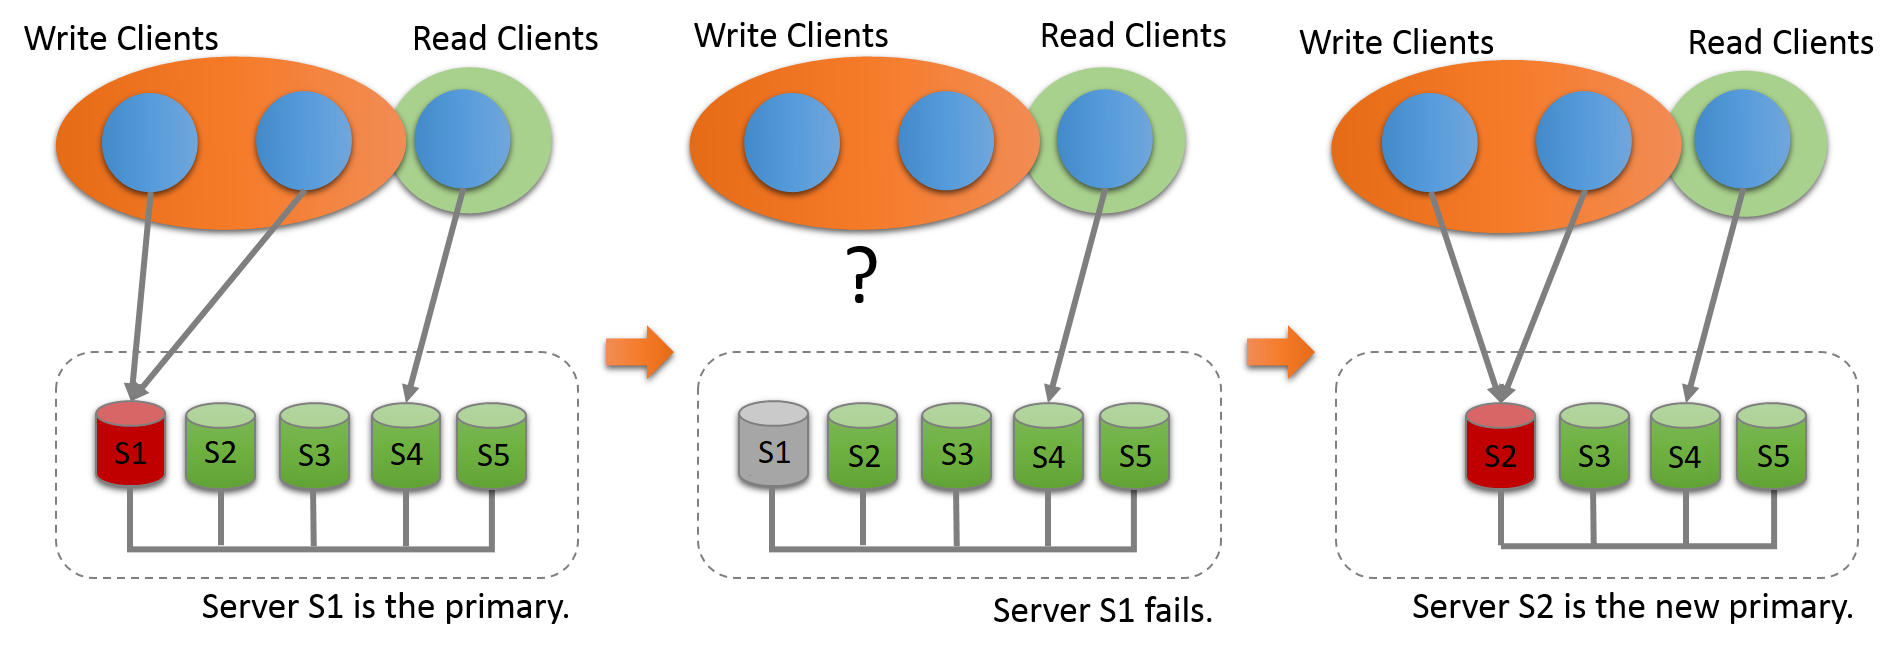 Write Clients
Read Clients
S1
S2
S3
S4
S5
Server S1 is the primary.
Write Clients
Read Clients
?
S1
S2
S3
S4
S5
Server S1 fails.
Write Clients
Read Clients
S2
S3
S4
S5
Server S2 is the new primary.